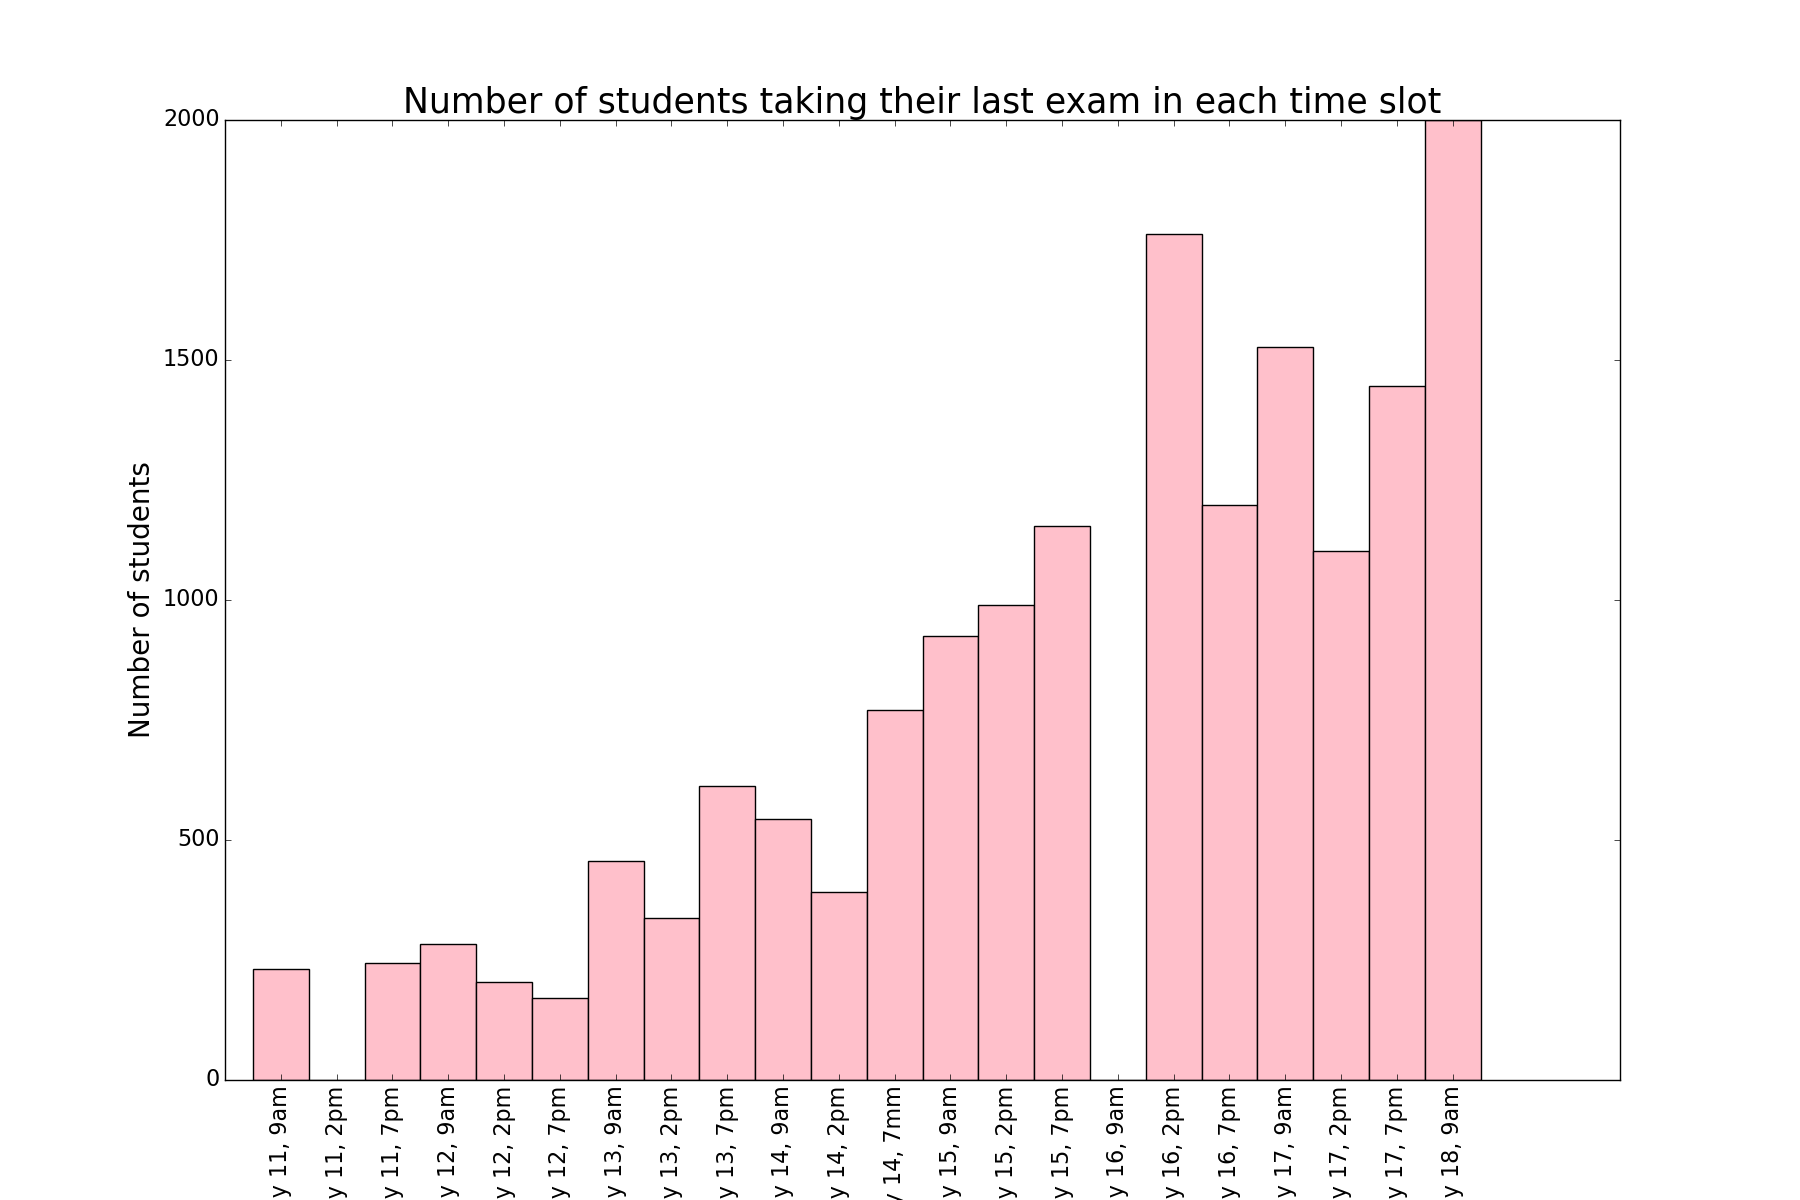 Number of students taking their last exam in each time slot
Number of students
2000
1500
1000
500
0
y 11, 9am
y 11, 2pm
y 11, 7pm
y 12, 9am
y 12, 2pm
y 12, 7pm
y 13, 9am
y 13, 2pm
y 13, 7pm
y 14, 9am
y 14, 2pm
y 14, 7mm
y 15, 9am
y 15, 2pm
y 15, 7pm
y 16, 9am
y 16, 2pm
y 16, 7pm
y 17, 9am
y 17, 2pm
y 17, 7pm
y 18, 9am